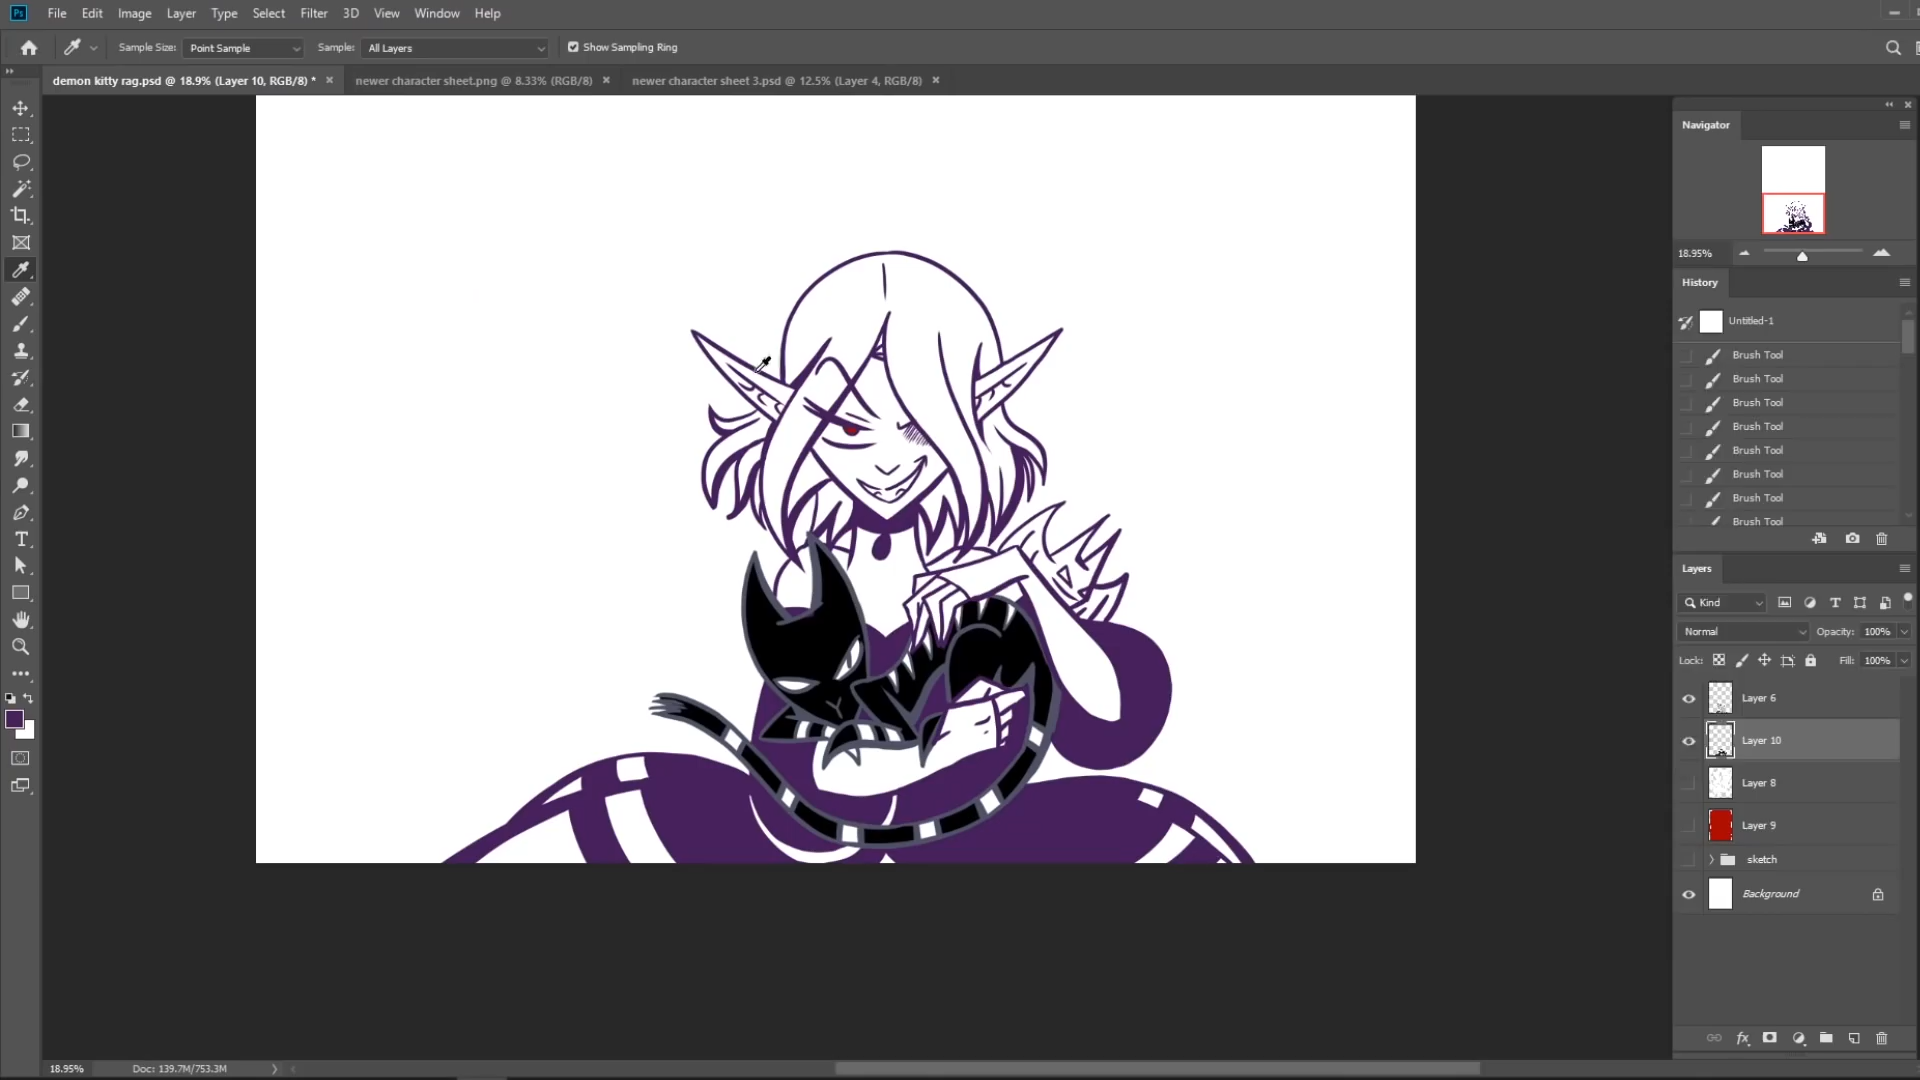 Ps File Edit Image Layer Type Select Filter 3D View Window Help
Sample Size: Point Sample Sample: All Layers Show Sampling Ring
demon kitty rag.psd @ 18.9% (Layer 10, RGB/8) * × newer character sheet.png @ 8.33% (RGB/8) × newer character sheet 3.psd @ 12.5% (Layer 4, RGB/8) ×
Navigator
18.95%
History
Untitled-1
Brush Tool
Brush Tool
Brush Tool
Brush Tool
Brush Tool
Brush Tool
Brush Tool
Brush Tool
Layers
Kind
Normal Opacity: 100%
Lock: Fill: 100%
Layer 6
Layer 10
Layer 8
Layer 9
sketch
Background
18.95% Doc: 139.7M/753.3M